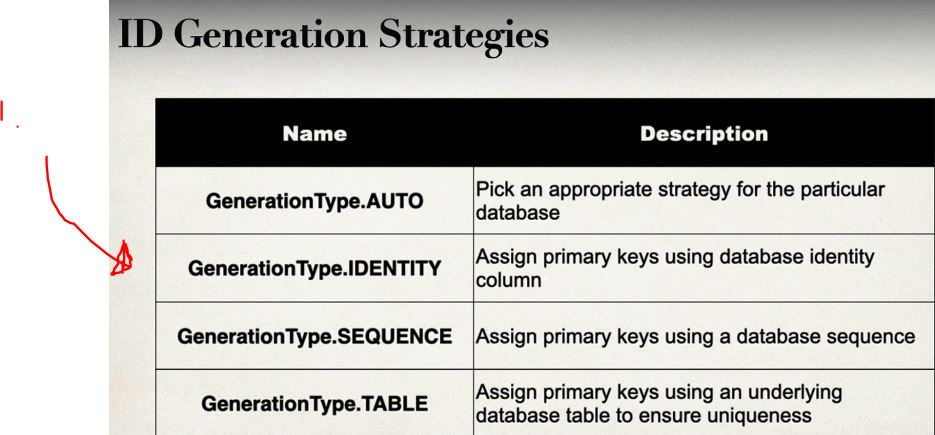 ID Generation Strategies
Name Description
GenerationType.AUTO Pick an appropriate strategy for the particular
database
GenerationType.IDENTITY Assign primary keys using database identity
column
GenerationType.SEQUENCE Assign primary keys using a database sequence
GenerationType.TABLE Assign primary keys using an underlying
database table to ensure uniqueness